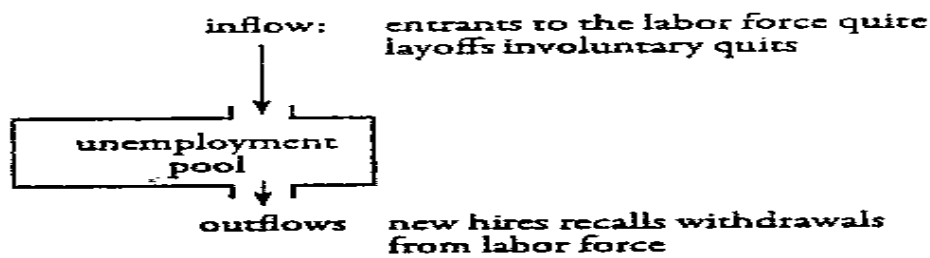 inflow: entrants to the labor force quite
layoffs involuntary quits
unemployment
pool
outflows new hires recalls withdrawals
from labor force